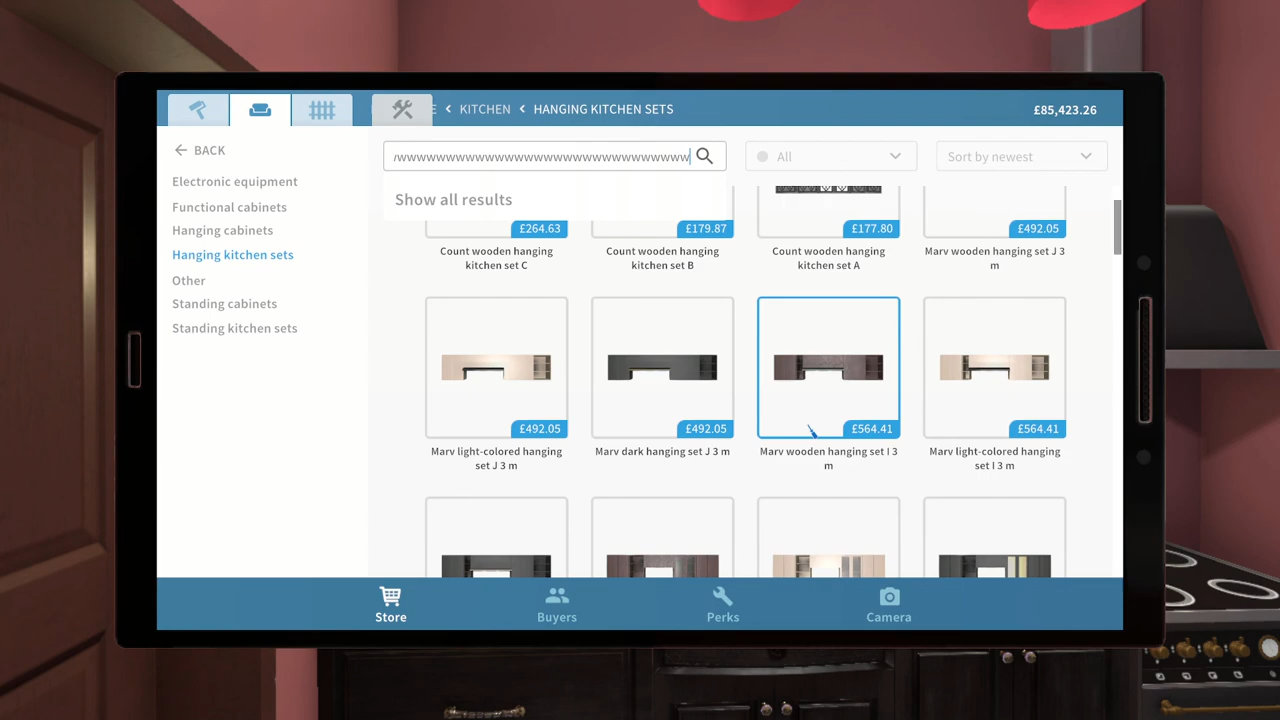 E < KITCHEN < HANGING KITCHEN SETS
£85,423.26
BACK
wwwwwwwwwwwwwwwwwwwwwwwwwwwwwww
All
Sort by newest
Show all results
Electronic equipment
Functional cabinets
Hanging cabinets
Hanging kitchen sets
Other
Standing cabinets
Standing kitchen sets
£264.63
£179.87
£177.80
£492.05
Count wooden hanging
kitchen set C
Count wooden hanging
kitchen set B
Count wooden hanging
kitchen set A
Marv wooden hanging set J 3
m
£492.05
£492.05
£564.41
£564.41
Marv light-colored hanging
set J 3 m
Marv dark hanging set J 3 m
Marv wooden hanging set I 3
m
Marv light-colored hanging
set I 3 m
Store
Buyers
Perks
Camera